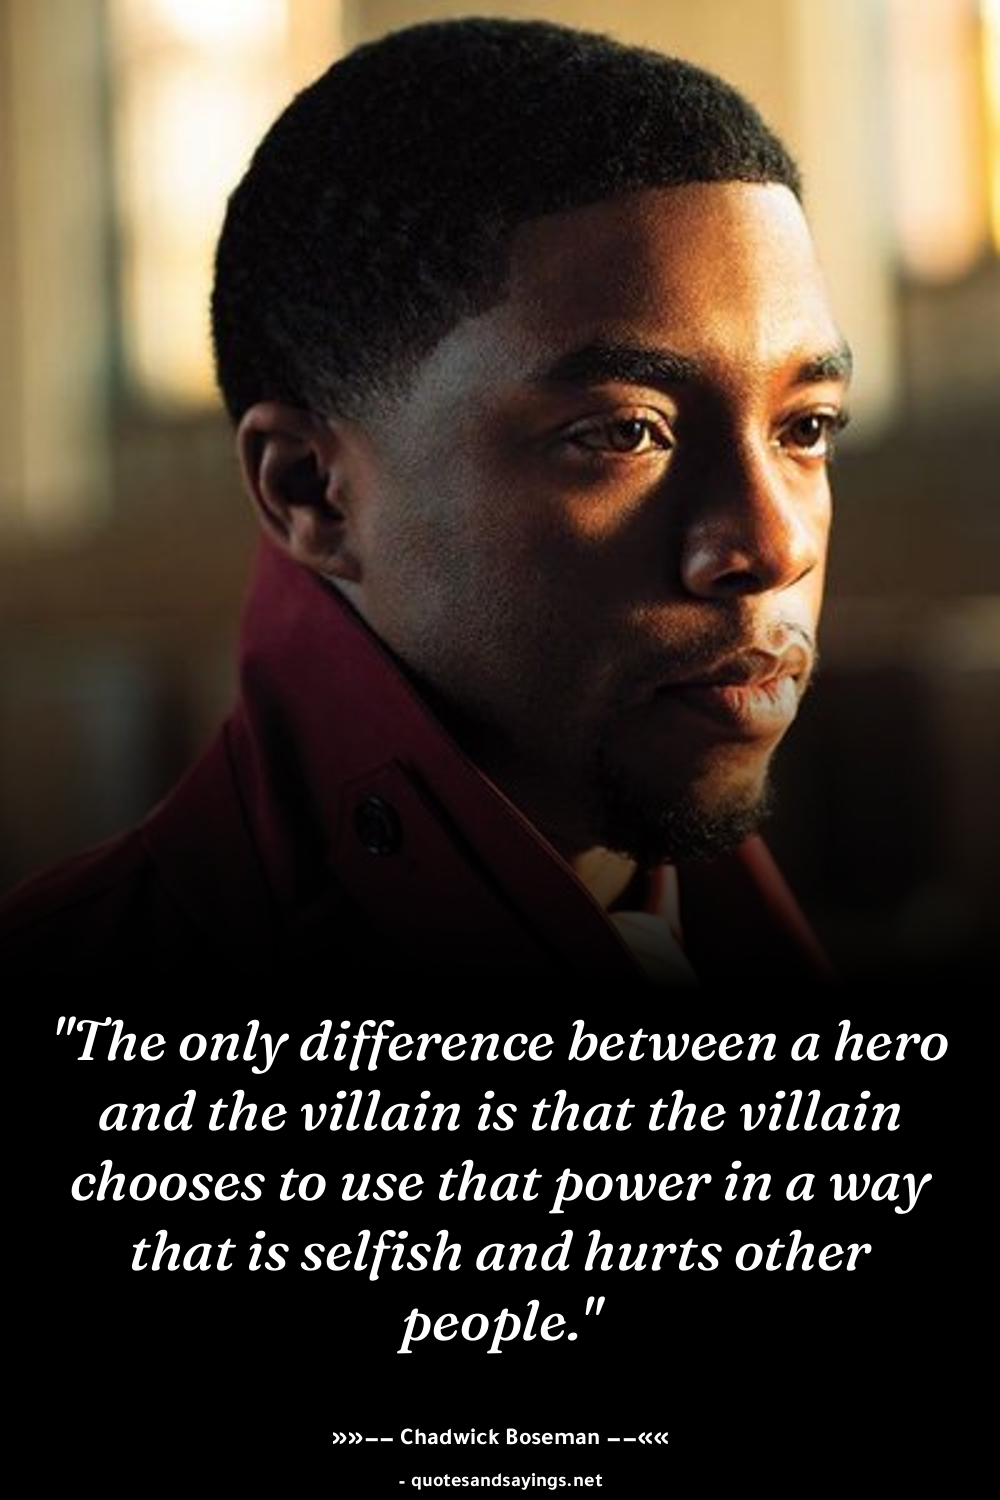 "The only difference between a hero
and the villain is that the villain
chooses to use that power in a way
that is selfish and hurts other
people."
»»–– Chadwick Boseman ––««
- quotesandsayings.net